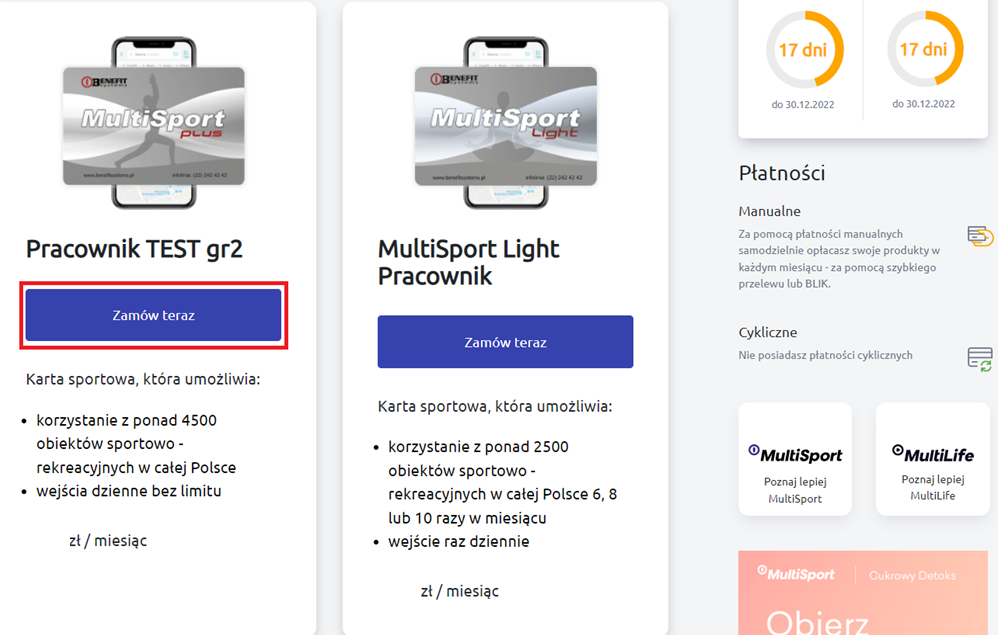 BENEFIT
Systems
MultiSport
plus
www.benefitsystems.pl
infolinia: (22) 242 42 42
Pracownik TEST gr2
Zamów teraz
Karta sportowa, która umożliwia:
• korzystanie z ponad 4500
obiektów sportowo -
rekreacyjnych w całej Polsce
• wejścia dzienne bez limitu
zł / miesiąc
BENEFIT
Systems
MultiSport
Light
www.benefitsystems.pl
infolinia: (22) 242 42 42
MultiSport Light
Pracownik
Zamów teraz
Karta sportowa, która umożliwia:
• korzystanie z ponad 2500
obiektów sportowo -
rekreacyjnych w całej Polsce 6, 8
lub 10 razy w miesiącu
• wejście raz dziennie
zł / miesiąc
17 dni
do 30.12.2022
17 dni
do 30.12.2022
Płatności
Manualne
Za pomocą płatności manualnych
samodzielnie opłacasz swoje produkty w
każdym miesiącu - za pomocą szybkiego
przelewu lub BLIK.
Cykliczne
Nie posiadasz płatności cyklicznych
MultiSport
Poznaj lepiej
MultiSport
MultiLife
Poznaj lepiej
MultiLife
MultiSport
Cukrowy Detoks
Obierz